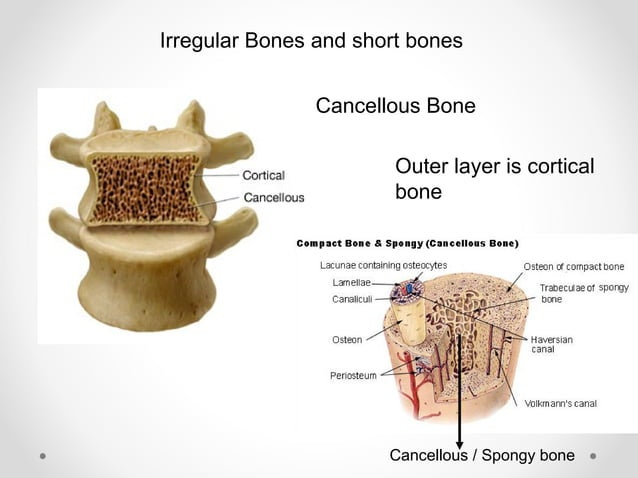 Irregular Bones and short bones
Cancellous Bone
Outer layer is cortical
bone
Cortical
Cancellous
Compact Bone & Spongy (Cancellous Bone)
Lacunae containing osteocytes
Lamellae
Canaliculi
Osteon
Periosteum
Osteon of compact bone
Trabeculae of spongy
bone
Haversian
canal
Volkmann's canal
Cancellous / Spongy bone